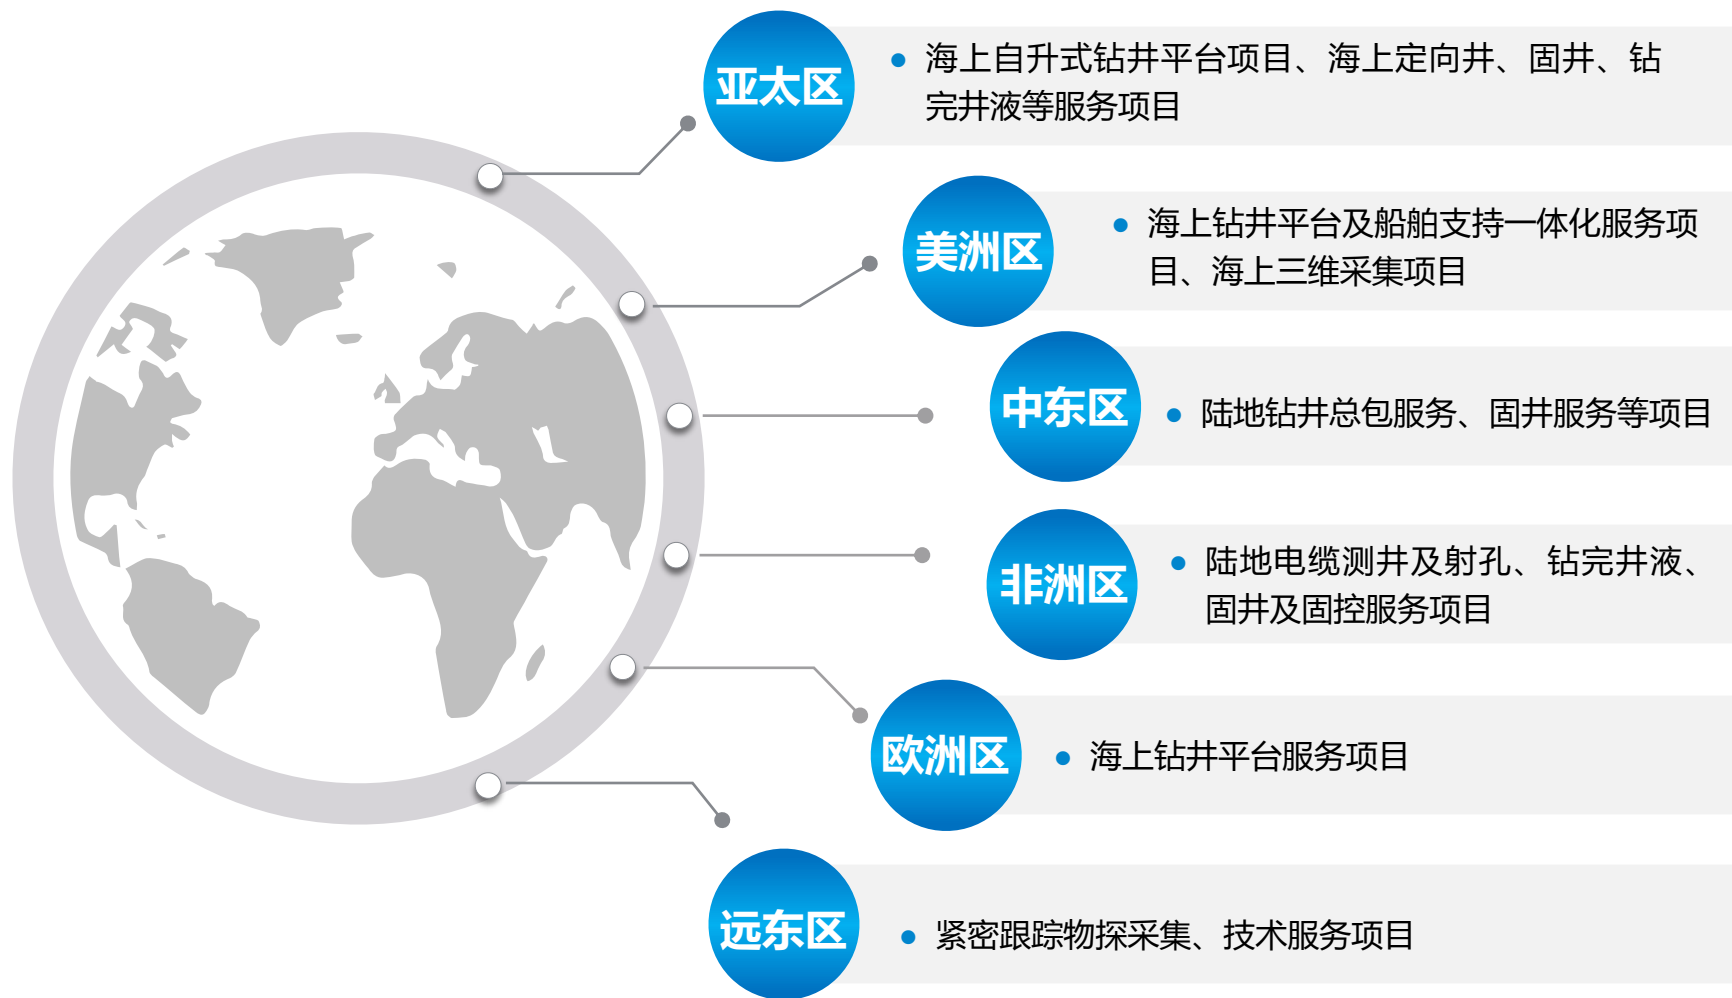 亚太区
海上自升式钻井平台项目、海上定向井、固井、钻
完井液等服务项目
美洲区
海上钻井平台及船舶支持一体化服务项
目、海上三维采集项目
中东区
陆地钻井总包服务、固井服务等项目
非洲区
陆地电缆测井及射孔、钻完井液、
固井及固控服务项目
欧洲区
海上钻井平台服务项目
远东区
紧密跟踪物探采集、技术服务项目